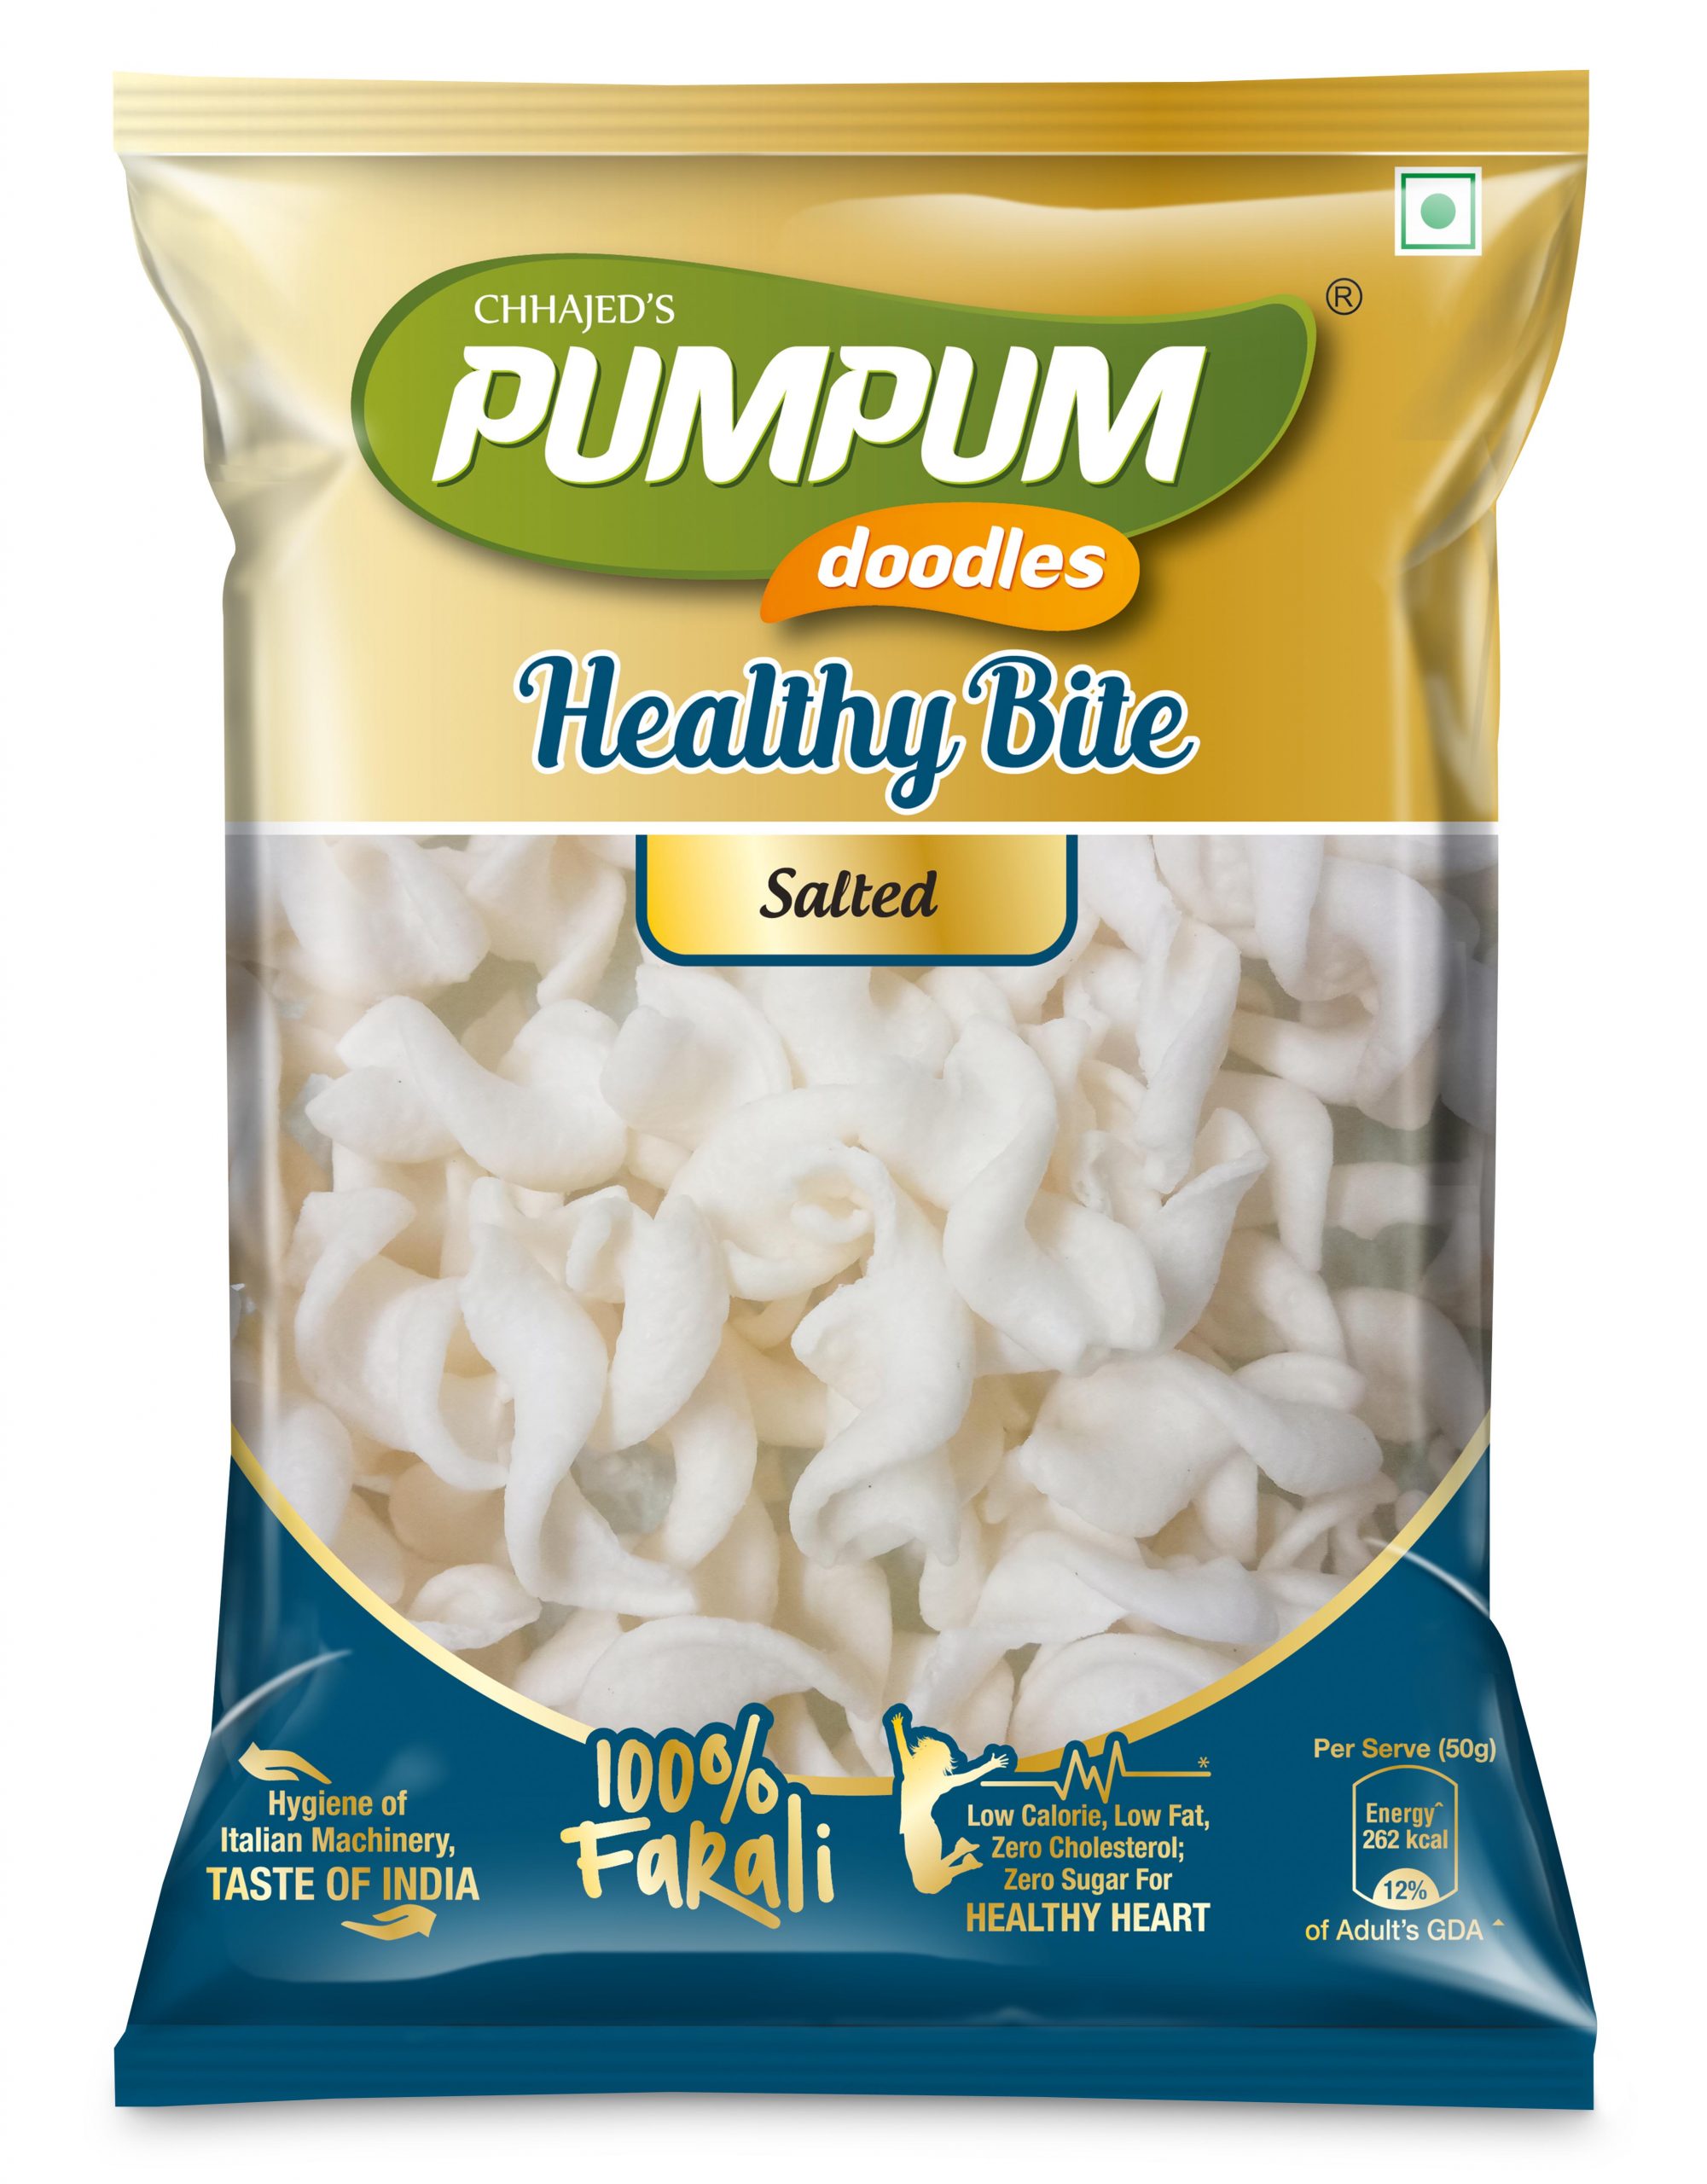 CHHAJED'S
PUMPUM
®
doodles
Healthy Bite
Salted
Hygiene of
Italian Machinery,
TASTE OF INDIA
100%
Farali
*
Low Calorie, Low Fat,
Zero Cholesterol;
Zero Sugar For
HEALTHY HEART
Per Serve (50g)
Energy^
262 kcal
12%
of Adult's GDA ^